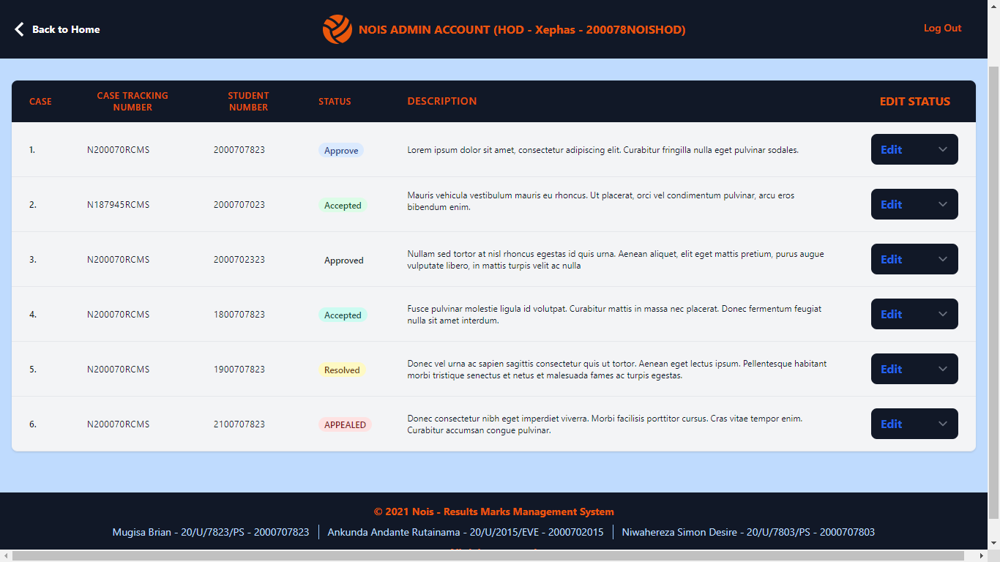 Back to Home
NOIS ADMIN ACCOUNT (HOD - Xephas - 200078NOISHOD)
Log Out
CASE
CASE TRACKING
NUMBER
STUDENT
NUMBER
STATUS
DESCRIPTION
EDIT STATUS
1.
N200070RCMS
2000707823
Approve
Lorem ipsum dolor sit amet, consectetur adipiscing elit. Curabitur fringilla nulla eget pulvinar sodales.
Edit
2.
N187945RCMS
2000707023
Accepted
Mauris vehicula vestibulum mauris eu rhoncus. Ut placerat, orci vel condimentum pulvinar, arcu eros
bibendum enim.
Edit
3.
N200070RCMS
2000702323
Approved
Nullam sed tortor at nisl rhoncus egestas id quis urna. Aenean aliquet, elit eget mattis pretium, purus augue
vulputate libero, in mattis turpis velit ac nulla
Edit
4.
N200070RCMS
1800707823
Accepted
Fusce pulvinar molestie ligula id volutpat. Curabitur mattis in massa nec placerat. Donec fermentum feugiat
nulla sit amet interdum.
Edit
5.
N200070RCMS
1900707823
Resolved
Donec vel urna ac sapien sagittis consectetur quis ut tortor. Aenean eget lectus ipsum. Pellentesque habitant
morbi tristique senectus et netus et malesuada fames ac turpis egestas.
Edit
6.
N200070RCMS
2100707823
APPEALED
Donec consectetur nibh eget imperdiet viverra. Morbi facilisis porttitor cursus. Cras vitae tempor enim.
Curabitur accumsan congue pulvinar.
Edit
© 2021 Nois - Results Marks Management System
Mugisa Brian - 20/U/7823/PS - 2000707823
Ankunda Andante Rutainama - 20/U/2015/EVE - 2000702015
Niwahereza Simon Desire - 20/U/7803/PS - 2000707803